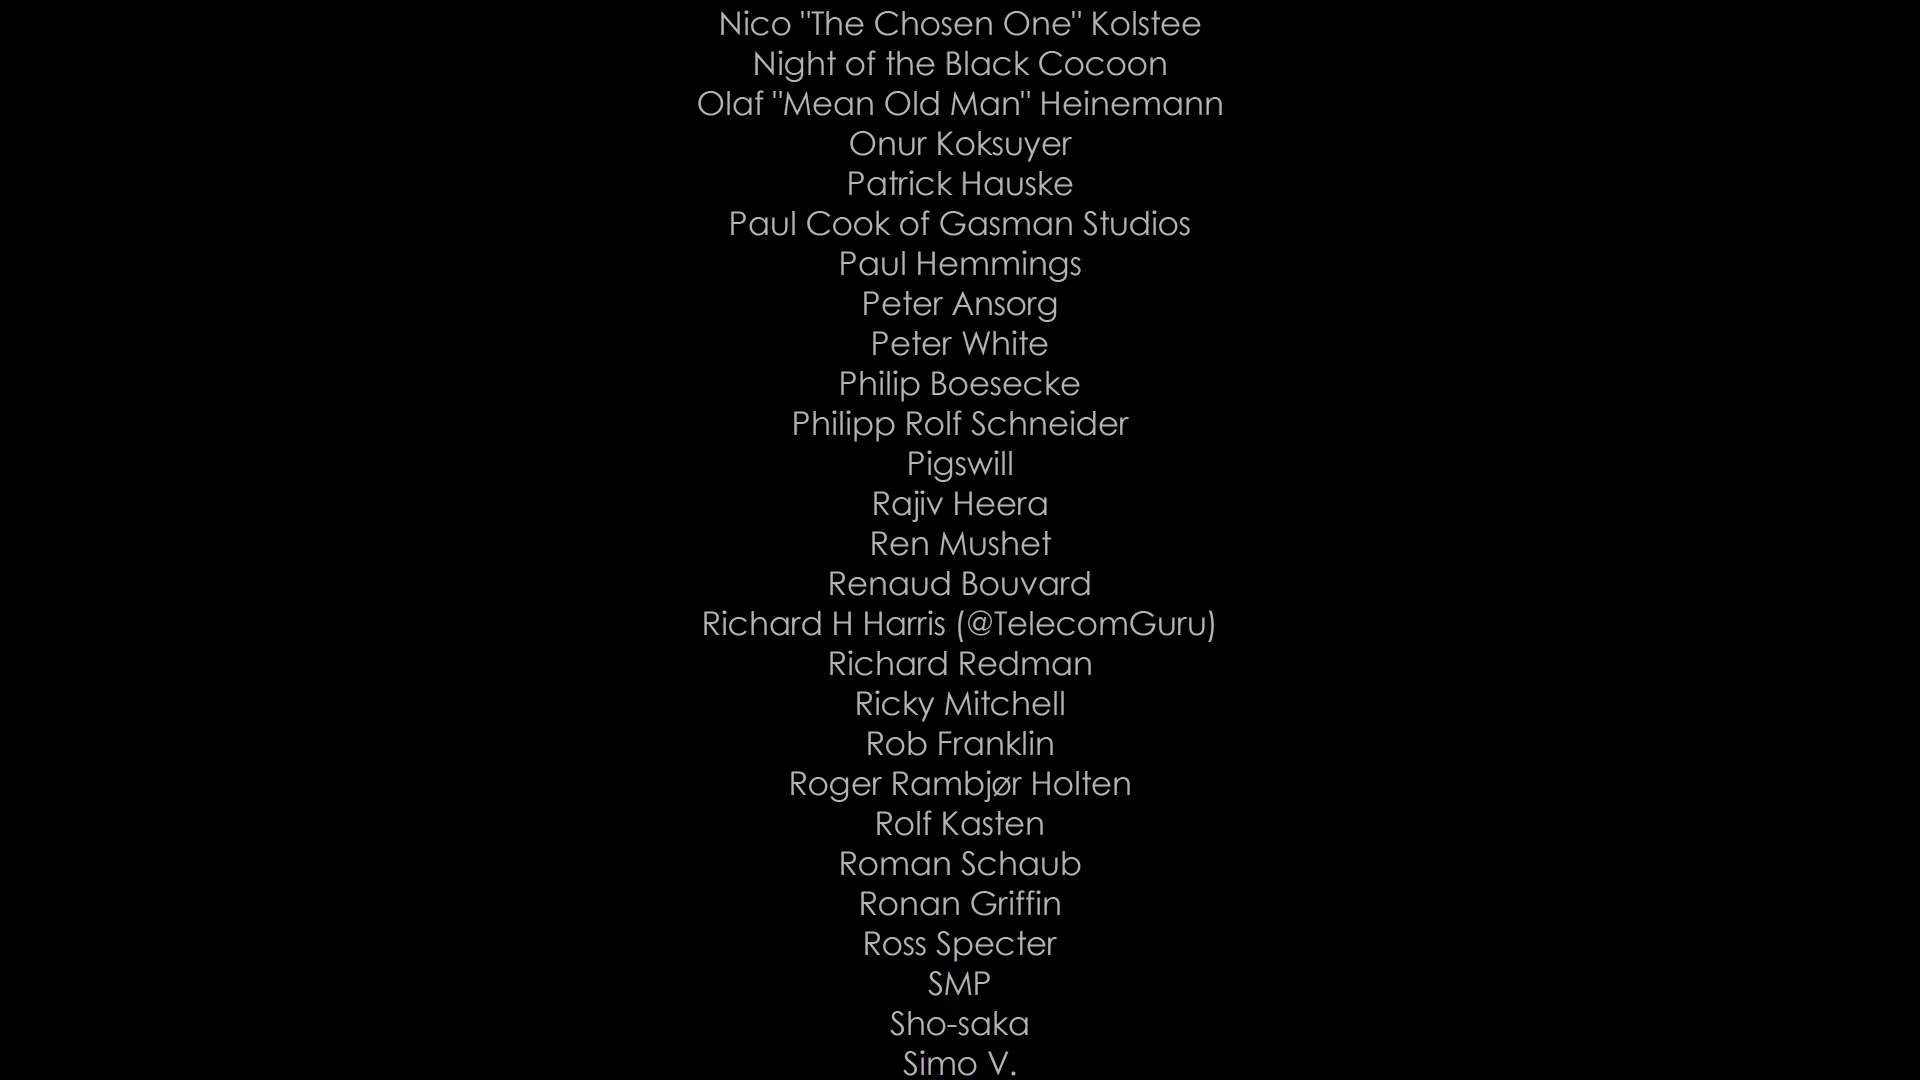 Nico "The Chosen One" Kolstee
Night of the Black Cocoon
Olaf "Mean Old Man" Heinemann
Onur Koksuyer
Patrick Hauske
Paul Cook of Gasman Studios
Paul Hemmings
Peter Ansorg
Peter White
Philip Boesecke
Philipp Rolf Schneider
Pigswill
Rajiv Heera
Ren Mushet
Renaud Bouvard
Richard H Harris (@TelecomGuru)
Richard Redman
Ricky Mitchell
Rob Franklin
Roger Rambjør Holten
Rolf Kasten
Roman Schaub
Ronan Griffin
Ross Specter
SMP
Sho-saka
Simo V.